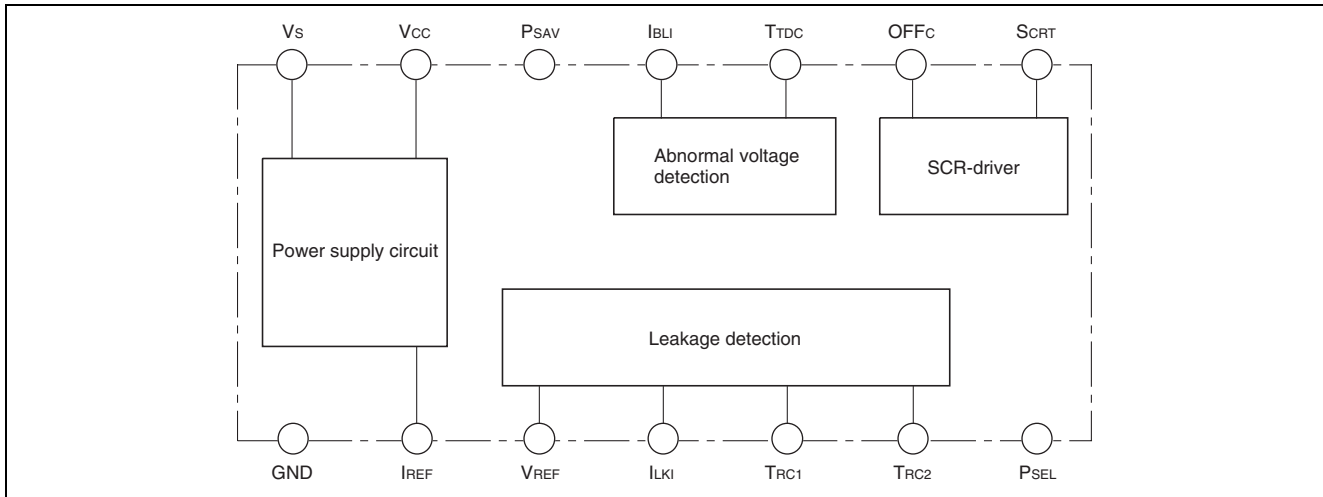 VS VCC PSAV IBLI TTDC OFFC SCRT
Abnormal voltage
detection
SCR-driver
Power supply circuit
Leakage detection
GND IREF VREF ILKI TRC1 TRC2 PSEL